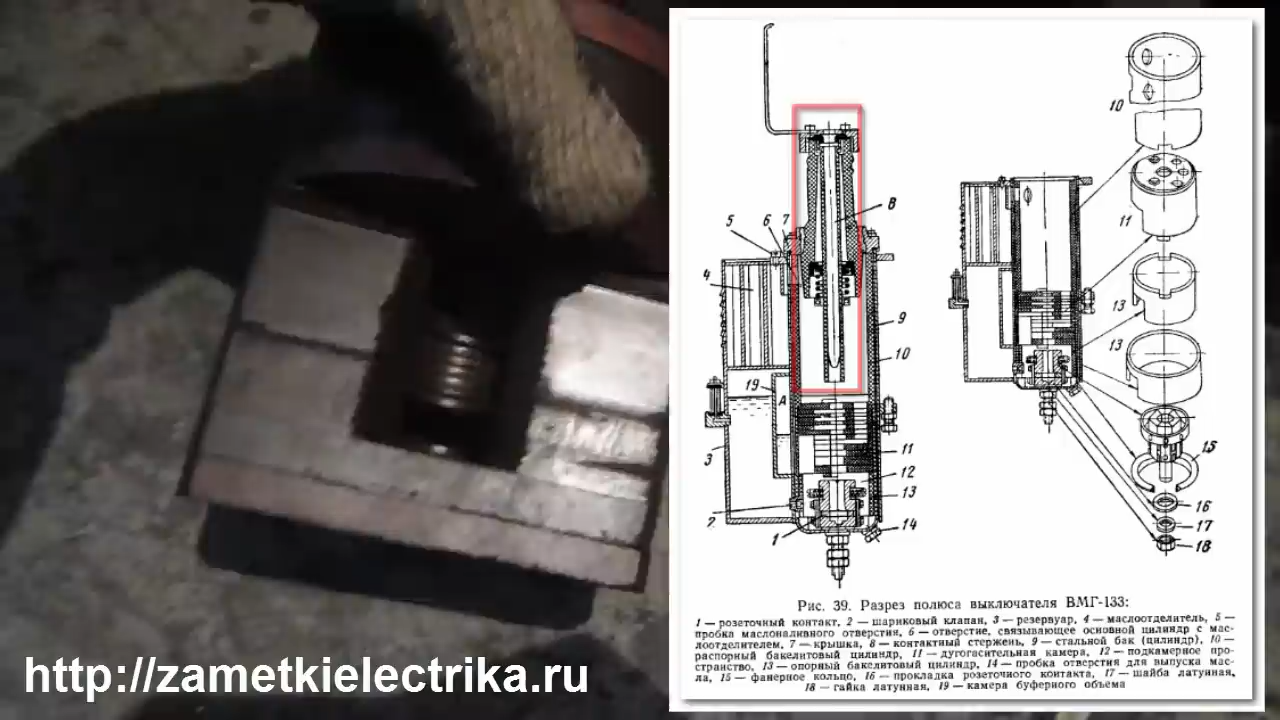 10
8
5 6 7
4
11
9
13
10
13
19
A
15
11
3
12
16
13
2
17
14
1
18
Рис. 39. Разрез полюса выключателя ВМГ-133:
1 — розеточный контакт, 2 — шариковый клапан, 3 — резервуар, 4 — маслоотделитель, 5 —
пробка маслоналивного отверстия, 6 — отверстие, связывающее основной цилиндр с мас-
лоотделителем, 7 — крышка, 8 — контактный стержень, 9 — стальной бак (цилиндр), 10 —
распорный бакелитовый цилиндр, 11 — дугогасительная камера, 12 — подкамерное про-
странство, 13 — опорный бакелитовый цилиндр, 14 — пробка отверстия для выпуска мас-
ла, 15 — фанерное кольцо, 16 — прокладка розеточного контакта, 17 — шайба латунная,
18 — гайка латунная, 19 — камера буферного объема
http://zametkielectrika.ru